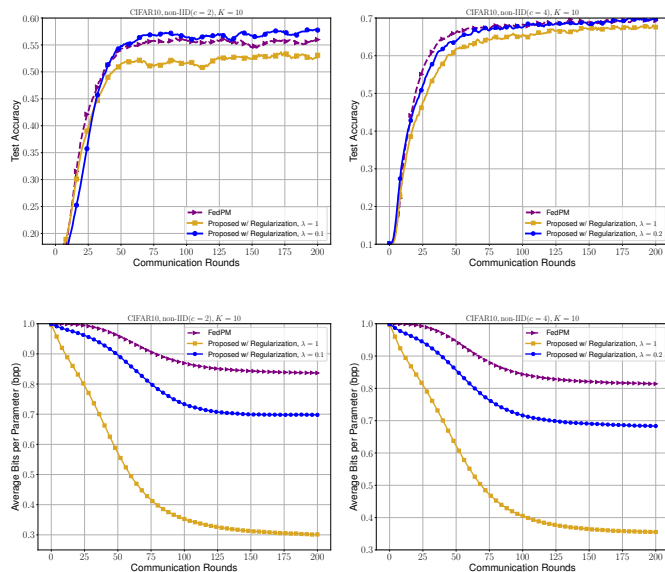 CIFAR10, non-IID(c = 2), K = 10
0.60
0.55
0.50
0.45
0.40
0.35
0.30
0.25
0.20
Test Accuracy
FedPM
Proposed w/ Regularization, λ = 1
Proposed w/ Regularization, λ = 0.1
0 25 50 75 100 125 150 175 200
Communication Rounds
CIFAR10, non-IID(c = 4), K = 10
0.7
0.6
0.5
0.4
0.3
0.2
0.1
Test Accuracy
FedPM
Proposed w/ Regularization, λ = 1
Proposed w/ Regularization, λ = 0.2
0 25 50 75 100 125 150 175 200
Communication Rounds
CIFAR10, non-IID(c = 2), K = 10
1.0
0.9
0.8
0.7
0.6
0.5
0.4
0.3
Average Bits per Parameter (bpp)
FedPM
Proposed w/ Regularization, λ = 1
Proposed w/ Regularization, λ = 0.1
0 25 50 75 100 125 150 175 200
Communication Rounds
CIFAR10, non-IID(c = 4), K = 10
1.0
0.9
0.8
0.7
0.6
0.5
0.4
0.3
Average Bits per Parameter (bpp)
FedPM
Proposed w/ Regularization, λ = 1
Proposed w/ Regularization, λ = 0.2
0 25 50 75 100 125 150 175 200
Communication Rounds